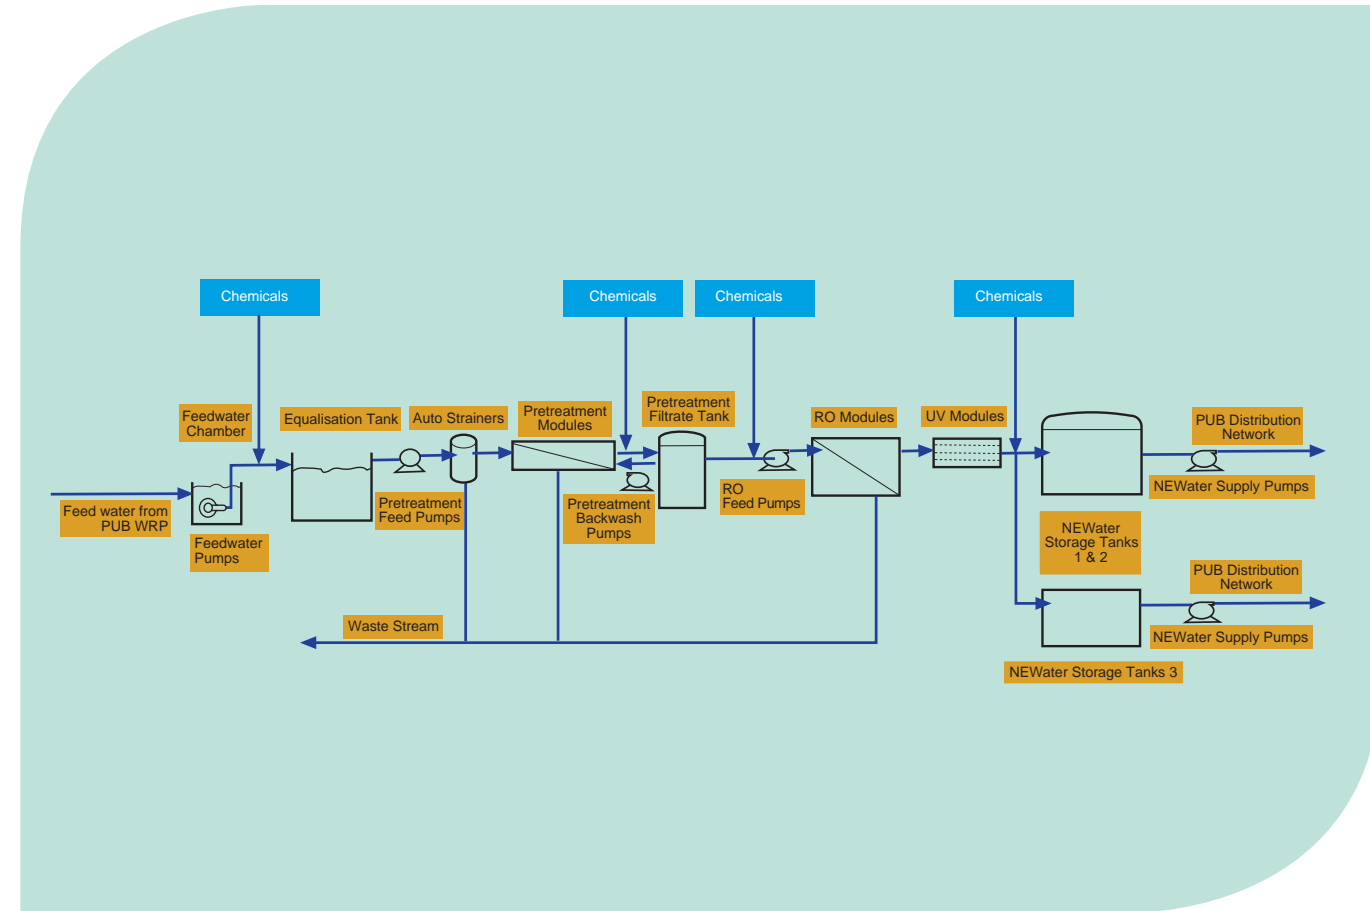 Chemicals
Chemicals
Chemicals
Chemicals
Feedwater
Chamber
Equalisation Tank
Auto Strainers
Pretreatment
Modules
Pretreatment
Filtrate Tank
RO Modules
UV Modules
PUB Distribution
Network
Feed water from
PUB WRP
Feedwater
Pumps
Pretreatment
Feed Pumps
Pretreatment
Backwash
Pumps
RO
Feed Pumps
NEWater Supply Pumps
NEWater
Storage Tanks
1 & 2
PUB Distribution
Network
Waste Stream
NEWater Supply Pumps
NEWater Storage Tanks 3